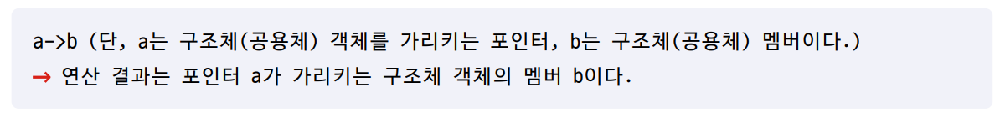 a->b (단, a는 구조체(공용체) 객체를 가리키는 포인터, b는 구조체(공용체) 멤버이다.)
→ 연산 결과는 포인터 a가 가리키는 구조체 객체의 멤버 b이다.